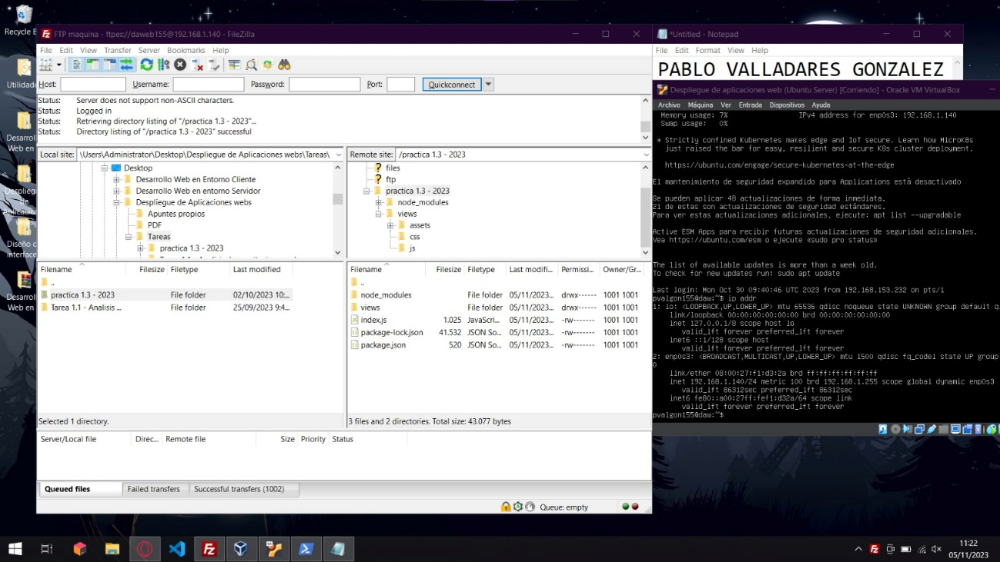 Recycle B
Utilidade
Desarrol
Web en
Desplieg
de
Aplicacio
Diseño d
interface
Desarrol
Web en
FTP maquina - ftpes://daweb155@192.168.1.140 - FileZilla
File Edit View Transfer Server Bookmarks Help
Host: Username: Password: Port: Quickconnect
Status: Server does not support non-ASCII characters.
Status: Logged in
Status: Retrieving directory listing of "/practica 1.3 - 2023"...
Status: Directory listing of "/practica 1.3 - 2023" successful
Local site: \Users\Administrator\Desktop\Despliegue de Aplicaciones webs\Tareas\
Desktop
Desarrollo Web en Entorno Cliente
Desarrollo Web en entorno Servidor
Despliegue de Aplicaciones webs
Apuntes propios
PDF
Tareas
practica 1.3 - 2023
Filename Filesize Filetype Last modified
..
practica 1.3 - 2023 File folder 02/10/2023 10:...
Tarea 1.1 - Analisis ... File folder 25/09/2023 9:4...
Selected 1 directory.
Remote site: /practica 1.3 - 2023
files
ftp
practica 1.3 - 2023
node_modules
views
assets
css
js
Filename Filesize Filetype Last modifi... Permissi... Owner/Gr...
..
node_modules File folder 05/11/2023... drwx------ 1001 1001
views File folder 05/11/2023... drwx------ 1001 1001
index.js 1.025 JavaScri... 05/11/2023... -rw------- 1001 1001
package-lock.json 41.532 JSON So... 05/11/2023... -rw------- 1001 1001
package.json 520 JSON So... 05/11/2023... -rw------- 1001 1001
3 files and 2 directories. Total size: 43.077 bytes
Server/Local file Direc... Remote file Size Priority Status
Queued files Failed transfers Successful transfers (1002)
Queue: empty
*Untitled - Notepad
File Edit Format View Help
PABLO VALLADARES GONZALEZ
Despliegue de aplicaciones web (Ubuntu Server) [Corriendo] - Oracle VM VirtualBox
Archivo Máquina Ver Entrada Dispositivos Ayuda
Memory usage: 7% IPv4 address for enp0s3: 192.168.1.140
Swap usage: 0%
* Strictly confined Kubernetes makes edge and IoT secure. Learn how MicroK8s
just raised the bar for easy, resilient and secure K8s cluster deployment.
https://ubuntu.com/engage/secure-kubernetes-at-the-edge
El mantenimiento de seguridad expandido para Applications está desactivado
Se pueden aplicar 48 actualizaciones de forma inmediata.
21 de estas son actualizaciones de seguridad estándares.
Para ver estas actualizaciones adicionales, ejecute: apt list --upgradable
Active ESM Apps para recibir futuras actualizaciones de seguridad adicionales.
Vea https://ubuntu.com/esm o ejecute «sudo pro status»
The list of available updates is more than a week old.
To check for new updates run: sudo apt update
Last login: Mon Oct 30 09:40:46 UTC 2023 from 192.168.153.232 on pts/1
pvalgon155@daw:~$ ip addr
1: lo: <LOOPBACK,UP,LOWER_UP> mtu 65536 qdisc noqueue state UNKNOWN group default q
link/loopback 00:00:00:00:00:00 brd 00:00:00:00:00:00
inet 127.0.0.1/8 scope host lo
valid_lft forever preferred_lft forever
inet6 ::1/128 scope host
valid_lft forever preferred_lft forever
2: enp0s3: <BROADCAST,MULTICAST,UP,LOWER_UP> mtu 1500 qdisc fq_codel state UP group
0
link/ether 08:00:27:f1:d3:2a brd ff:ff:ff:ff:ff:ff
inet 192.168.1.140/24 metric 100 brd 192.168.1.255 scope global dynamic enp0s3
valid_lft 86312sec preferred_lft 86312sec
inet6 fe80::a00:27ff:fef1:d32a/64 scope link
valid_lft forever preferred_lft forever
pvalgon155@daw:~$
11:22
05/11/2023